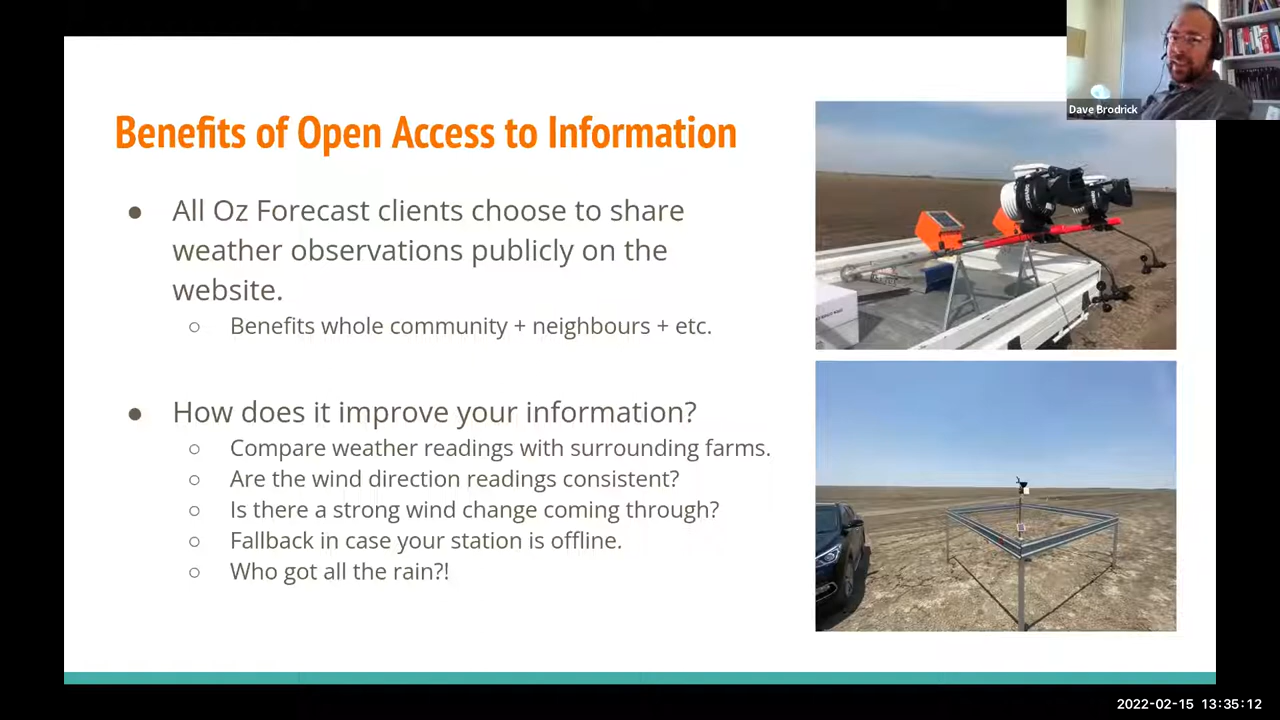 Dave Brodrick
Benefits of Open Access to Information
● All Oz Forecast clients choose to share
weather observations publicly on the
website.
○ Benefits whole community + neighbours + etc.
● How does it improve your information?
○ Compare weather readings with surrounding farms.
○ Are the wind direction readings consistent?
○ Is there a strong wind change coming through?
○ Fallback in case your station is offline.
○ Who got all the rain?!
2022-02-15 13:35:12